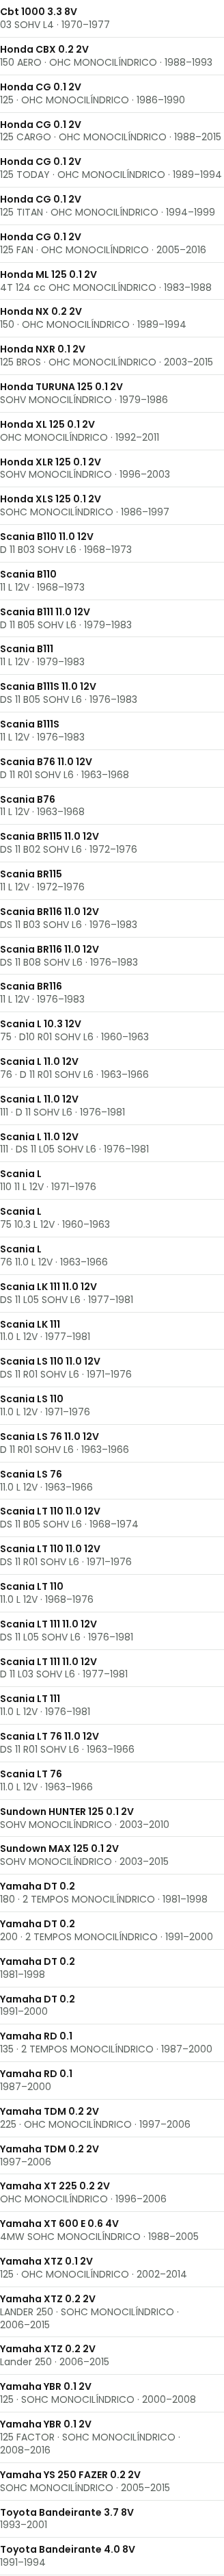 Cbt 1000 3.3 8V
03 SOHV L4 · 1970–1977
Honda CBX 0.2 2V
150 AERO · OHC MONOCILÍNDRICO · 1988–1993
Honda CG 0.1 2V
125 · OHC MONOCILÍNDRICO · 1986–1990
Honda CG 0.1 2V
125 CARGO · OHC MONOCILÍNDRICO · 1988–2015
Honda CG 0.1 2V
125 TODAY · OHC MONOCILÍNDRICO · 1989–1994
Honda CG 0.1 2V
125 TITAN · OHC MONOCILÍNDRICO · 1994–1999
Honda CG 0.1 2V
125 FAN · OHC MONOCILÍNDRICO · 2005–2016
Honda ML 125 0.1 2V
4T 124 cc OHC MONOCILÍNDRICO · 1983–1988
Honda NX 0.2 2V
150 · OHC MONOCILÍNDRICO · 1989–1994
Honda NXR 0.1 2V
125 BROS · OHC MONOCILÍNDRICO · 2003–2015
Honda TURUNA 125 0.1 2V
SOHV MONOCILÍNDRICO · 1979–1986
Honda XL 125 0.1 2V
OHC MONOCILÍNDRICO · 1992–2011
Honda XLR 125 0.1 2V
SOHV MONOCILÍNDRICO · 1996–2003
Honda XLS 125 0.1 2V
SOHC MONOCILÍNDRICO · 1986–1997
Scania B110 11.0 12V
D 11 B03 SOHV L6 · 1968–1973
Scania B110
11 L 12V · 1968–1973
Scania B111 11.0 12V
D 11 B05 SOHV L6 · 1979–1983
Scania B111
11 L 12V · 1979–1983
Scania B111S 11.0 12V
DS 11 B05 SOHV L6 · 1976–1983
Scania B111S
11 L 12V · 1976–1983
Scania B76 11.0 12V
D 11 R01 SOHV L6 · 1963–1968
Scania B76
11 L 12V · 1963–1968
Scania BR115 11.0 12V
DS 11 B02 SOHV L6 · 1972–1976
Scania BR115
11 L 12V · 1972–1976
Scania BR116 11.0 12V
DS 11 B03 SOHV L6 · 1976–1983
Scania BR116 11.0 12V
DS 11 B08 SOHV L6 · 1976–1983
Scania BR116
11 L 12V · 1976–1983
Scania L 10.3 12V
75 · D10 R01 SOHV L6 · 1960–1963
Scania L 11.0 12V
76 · D 11 R01 SOHV L6 · 1963–1966
Scania L 11.0 12V
111 · D 11 SOHV L6 · 1976–1981
Scania L 11.0 12V
111 · DS 11 L05 SOHV L6 · 1976–1981
Scania L
110 11 L 12V · 1971–1976
Scania L
75 10.3 L 12V · 1960–1963
Scania L
76 11.0 L 12V · 1963–1966
Scania LK 111 11.0 12V
DS 11 L05 SOHV L6 · 1977–1981
Scania LK 111
11.0 L 12V · 1977–1981
Scania LS 110 11.0 12V
DS 11 R01 SOHV L6 · 1971–1976
Scania LS 110
11.0 L 12V · 1971–1976
Scania LS 76 11.0 12V
D 11 R01 SOHV L6 · 1963–1966
Scania LS 76
11.0 L 12V · 1963–1966
Scania LT 110 11.0 12V
DS 11 B05 SOHV L6 · 1968–1974
Scania LT 110 11.0 12V
DS 11 R01 SOHV L6 · 1971–1976
Scania LT 110
11.0 L 12V · 1968–1976
Scania LT 111 11.0 12V
DS 11 L05 SOHV L6 · 1976–1981
Scania LT 111 11.0 12V
D 11 L03 SOHV L6 · 1977–1981
Scania LT 111
11.0 L 12V · 1976–1981
Scania LT 76 11.0 12V
DS 11 R01 SOHV L6 · 1963–1966
Scania LT 76
11.0 L 12V · 1963–1966
Sundown HUNTER 125 0.1 2V
SOHV MONOCILÍNDRICO · 2003–2010
Sundown MAX 125 0.1 2V
SOHV MONOCILÍNDRICO · 2003–2015
Yamaha DT 0.2
180 · 2 TEMPOS MONOCILÍNDRICO · 1981–1998
Yamaha DT 0.2
200 · 2 TEMPOS MONOCILÍNDRICO · 1991–2000
Yamaha DT 0.2
1981–1998
Yamaha DT 0.2
1991–2000
Yamaha RD 0.1
135 · 2 TEMPOS MONOCILÍNDRICO · 1987–2000
Yamaha RD 0.1
1987–2000
Yamaha TDM 0.2 2V
225 · OHC MONOCILÍNDRICO · 1997–2006
Yamaha TDM 0.2 2V
1997–2006
Yamaha XT 225 0.2 2V
OHC MONOCILÍNDRICO · 1996–2006
Yamaha XT 600 E 0.6 4V
4MW SOHC MONOCILÍNDRICO · 1988–2005
Yamaha XTZ 0.1 2V
125 · OHC MONOCILÍNDRICO · 2002–2014
Yamaha XTZ 0.2 2V
LANDER 250 · SOHC MONOCILÍNDRICO ·
2006–2015
Yamaha XTZ 0.2 2V
Lander 250 · 2006–2015
Yamaha YBR 0.1 2V
125 · SOHC MONOCILÍNDRICO · 2000–2008
Yamaha YBR 0.1 2V
125 FACTOR · SOHC MONOCILÍNDRICO ·
2008–2016
Yamaha YS 250 FAZER 0.2 2V
SOHC MONOCILÍNDRICO · 2005–2015
Toyota Bandeirante 3.7 8V
1993–2001
Toyota Bandeirante 4.0 8V
1991–1994